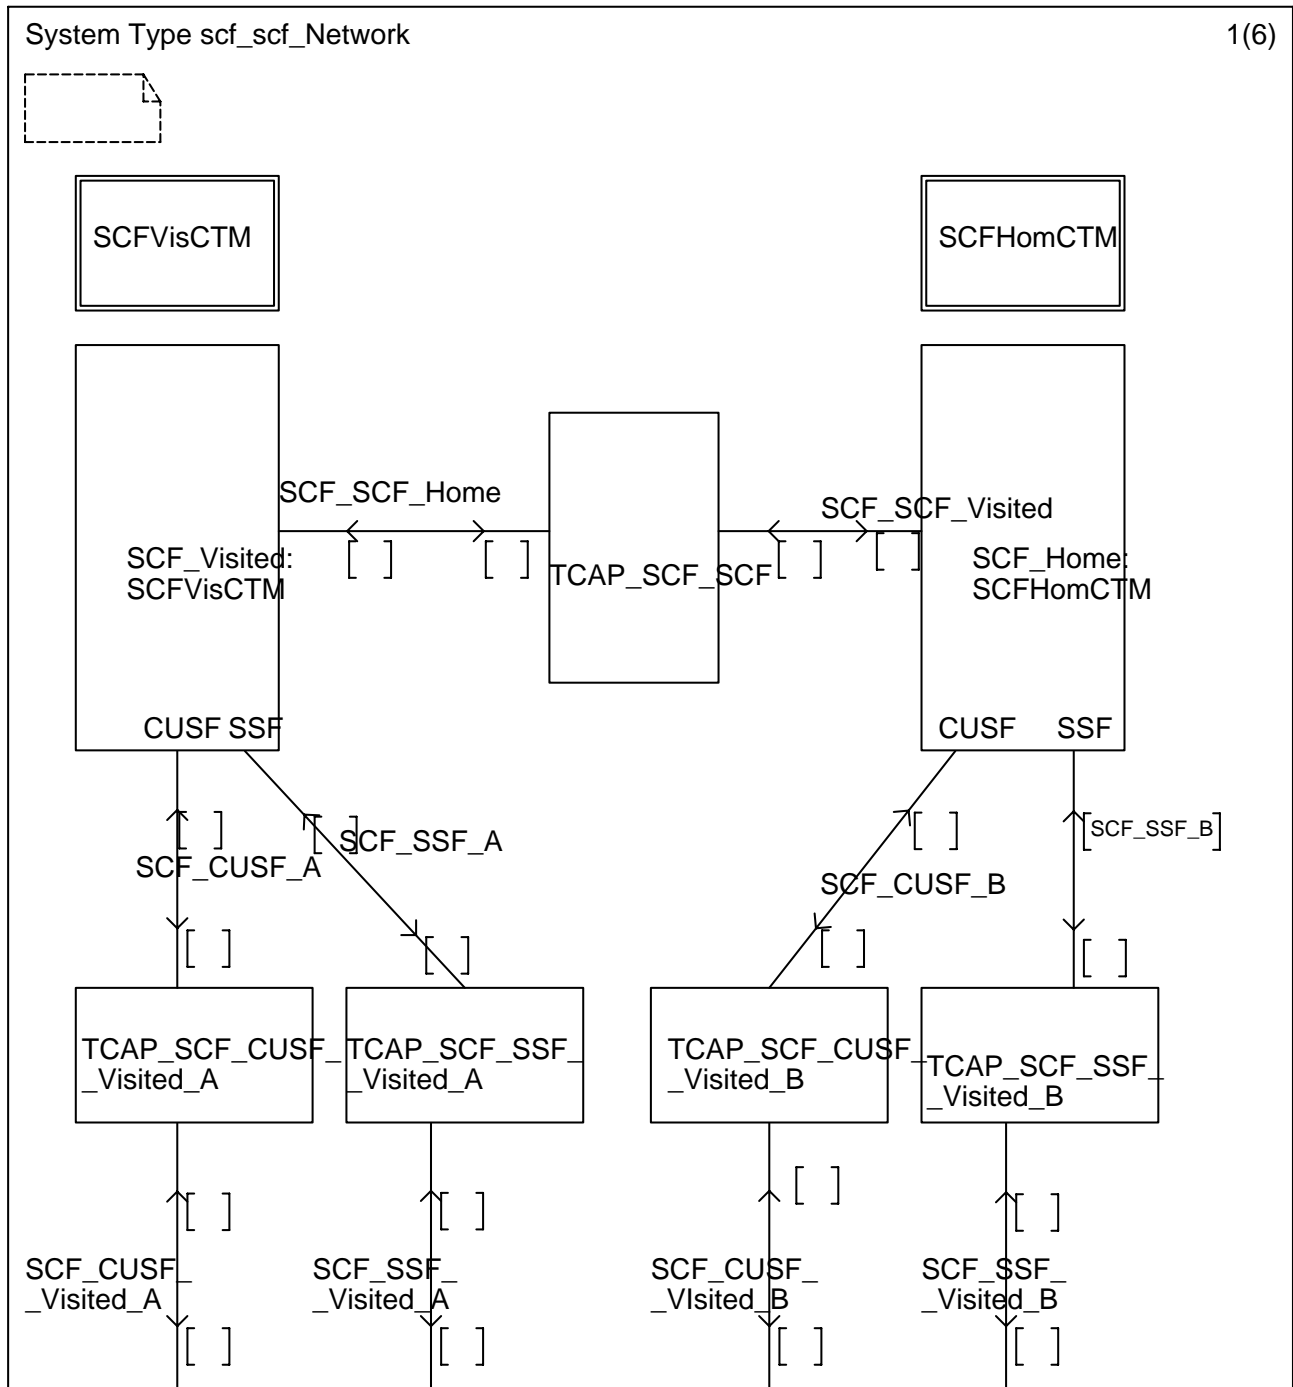 System Type scf_scf_Network
1(6)
SCFVisCTM
SCFHomCTM
SCF_SCF_Home
SCF_SCF_Visited
SCF_Visited:
SCFVisCTM
[ ]
[ ]
TCAP_SCF_SCF
[ ]
[ ]
SCF_Home:
SCFHomCTM
CUSF SSF
CUSF SSF
[ ]
SCF_CUSF_A
[ ]
SCF_SSF_A
[ ]
SCF_CUSF_B
[SCF_SSF_B]
[ ]
[ ]
[ ]
[ ]
TCAP_SCF_CUSF_
_Visited_A
TCAP_SCF_SSF_
_Visited_A
TCAP_SCF_CUSF_
_Visited_B
TCAP_SCF_SSF_
_Visited_B
[ ]
[ ]
[ ]
[ ]
SCF_CUSF_
_Visited_A
SCF_SSF_
_Visited_A
SCF_CUSF_
_VIsited_B
SCF_SSF_
_Visited_B
[ ]
[ ]
[ ]
[ ]